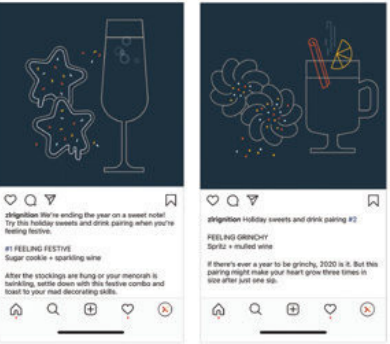 zlrignition We're ending the year on a sweet note!
Try this holiday sweets and drink pairing when you're
feeling festive.
#1 FEELING FESTIVE
Sugar cookie + sparkling wine
After the stockings are hung or your menorah is
twinkling, settle down with this festive combo and
toast to your mad decorating skills.
zlrignition Holiday sweets and drink pairing #2
FEELING GRINCHY
Spritz + mulled wine
If there's ever a year to be grinchy, 2020 is it. But this
pairing might make your heart grow three times in
size after just one sip.